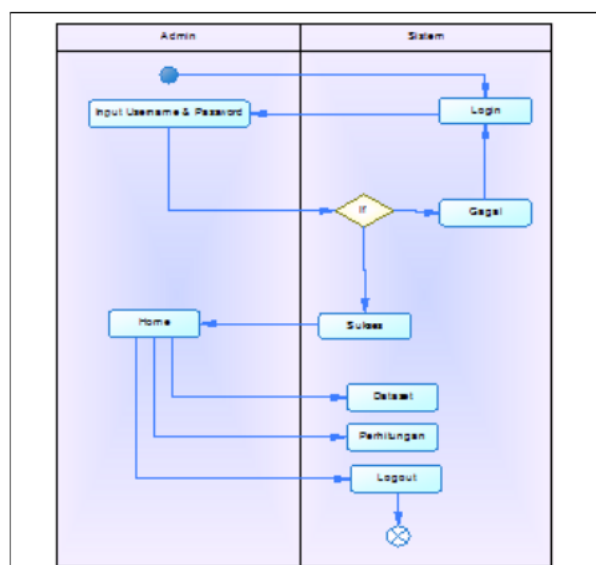 Admin
Sistem
Login
Input Username & Password
If
Gagal
Home
Sukses
Dataset
Perhitungan
Logout